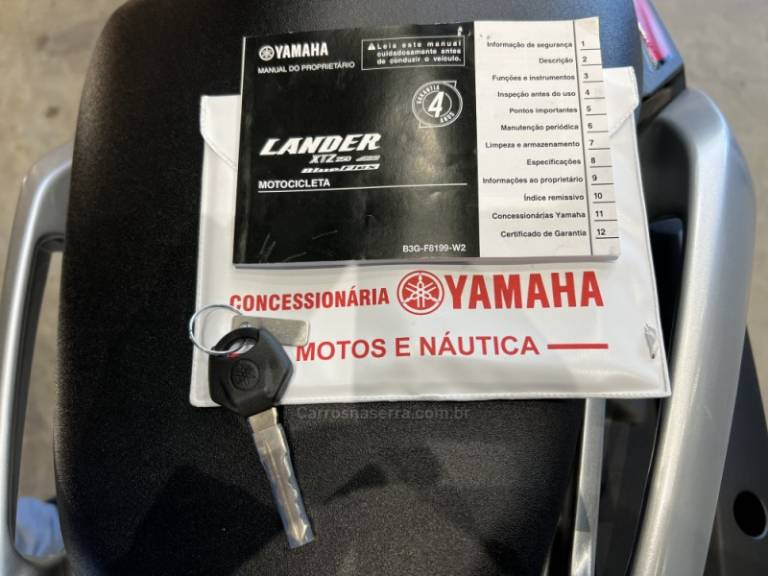 YAMAHA
MANUAL DO PROPRIETÁRIO
Leia este manual
cuidadosamente antes
de conduzir o veículo.
GARANTIA
4
ANOS
LANDER
XTZ250
BlueFlex
MOTOCICLETA
B3G-F8199-W2
Informação de segurança 1
Descrição 2
Funções e instrumentos 3
Inspeção antes do uso 4
Pontos importantes 5
Manutenção periódica 6
Limpeza e armazenamento 7
Especificações 8
Informações ao proprietário 9
Índice remissivo 10
Concessionárias Yamaha 11
Certificado de Garantia 12
CONCESSIONÁRIA YAMAHA
MOTOS E NÁUTICA
Carrosnaserra.com.br